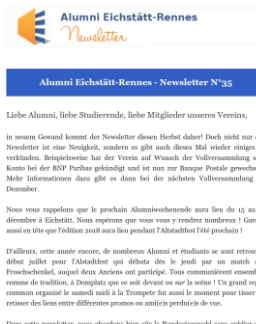 Alumni Eichstätt-Rennes
Newsletter
Alumni Eichstätt-Rennes - Newsletter N°35
Liebe Alumni, liebe Studierende, liebe Mitglieder unseres Vereins,
in neuem Gewand kommt der Newsletter diesen Herbst daher! Doch nicht nur
Newsletter ist eine Neuigkeit, sondern es gibt auch dieses Mal wieder einiges
verkünden. Beispielsweise hat der Verein auf Wunsch der Vollversammlung
Konto bei der BNP Paribas gekündigt und ist nun zur Banque Postale
Mehr Informationen dazu gibt es dann bei der nächsten Vollversammlung
Dezember.
Nous vous rappelons que le prochain Alumniwochenende aura lieu du 15 au
décembre à Eichstätt. Nous espérons que vous vous y rendrez nombreux !
aussi en tête que l'édition 2018 aura lieu pendant l'Altstadtfest l'été prochain !
D'ailleurs, cette année encore, de nombreux Alumni et étudiants se sont
début juillet pour l'Altstadtfest qui débuta dès le jeudi par un match
Froschschenkel, auquel deux Anciens ont participé. Tous communièrent
comme de tradition, à Domplatz que ce soit devant ou sur la scène ! Un grand
commun organisé le samedi midi à la Trompete fut aussi le moment pour
retisser des liens entre différentes promos ou ami(e)s perdu(e)s de vue.